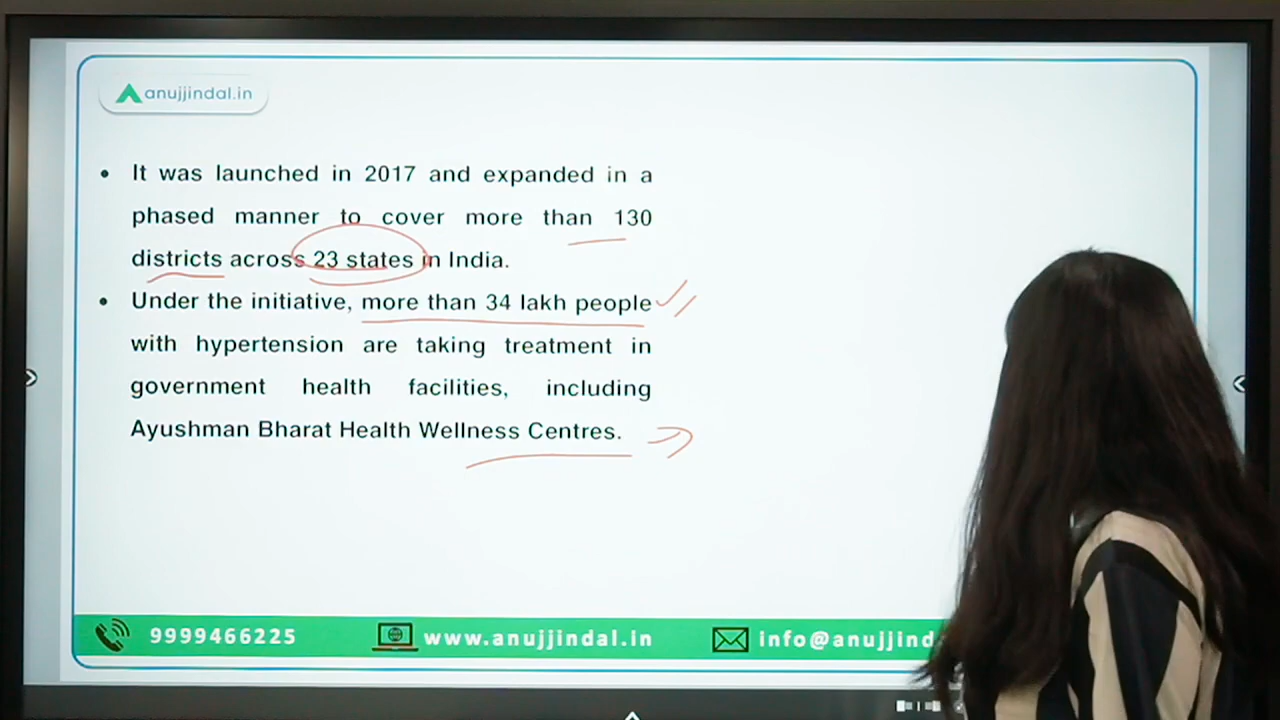 anujjindal.in
• It was launched in 2017 and expanded in a
phased manner to cover more than 130
districts across 23 states in India.
• Under the initiative, more than 34 lakh people
with hypertension are taking treatment in
government health facilities, including
Ayushman Bharat Health Wellness Centres.
9999466225 www.anujjindal.in info@anujjind